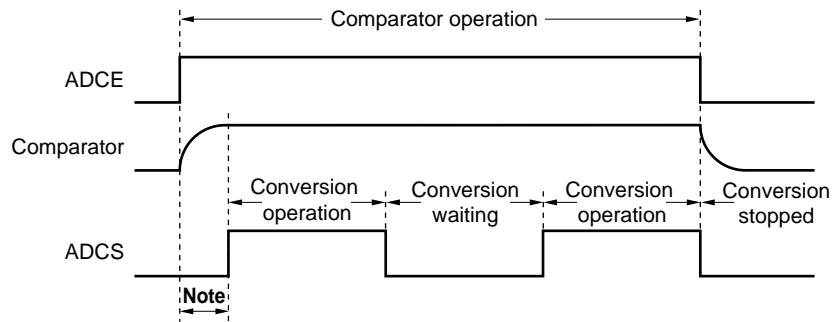 Comparator operation
ADCE
Comparator
Conversion
operation
Conversion
waiting
Conversion
operation
Conversion
stopped
ADCS
Note